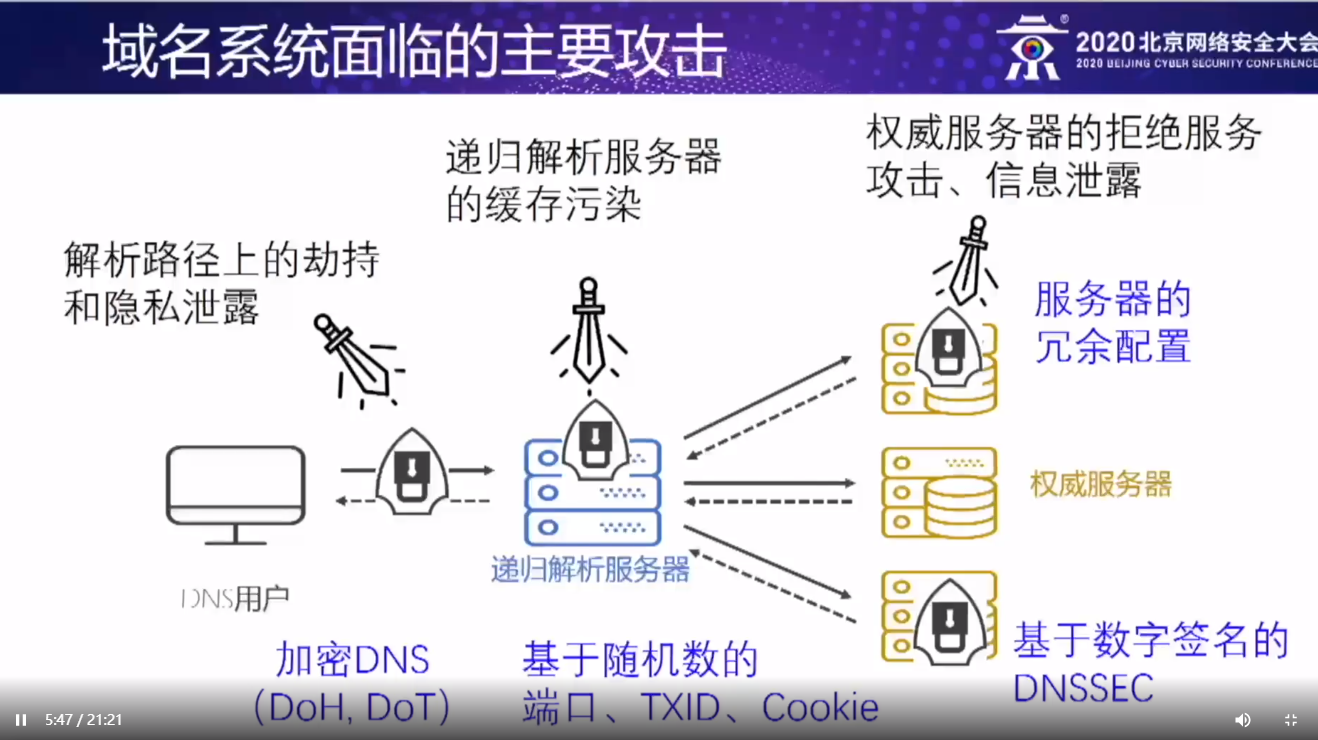 域名系统面临的主要攻击
2020北京网络安全大会
2020 BEIJING CYBER SECURITY CONFERENCE
®
权威服务器的拒绝服务
攻击、信息泄露
递归解析服务器
的缓存污染
解析路径上的劫持
和隐私泄露
服务器的
冗余配置
权威服务器
递归解析服务器
DNS用户
基于数字签名的
DNSSEC
加密DNS
(DoH, DoT)
基于随机数的
端口、TXID、Cookie
5:47 / 21:21